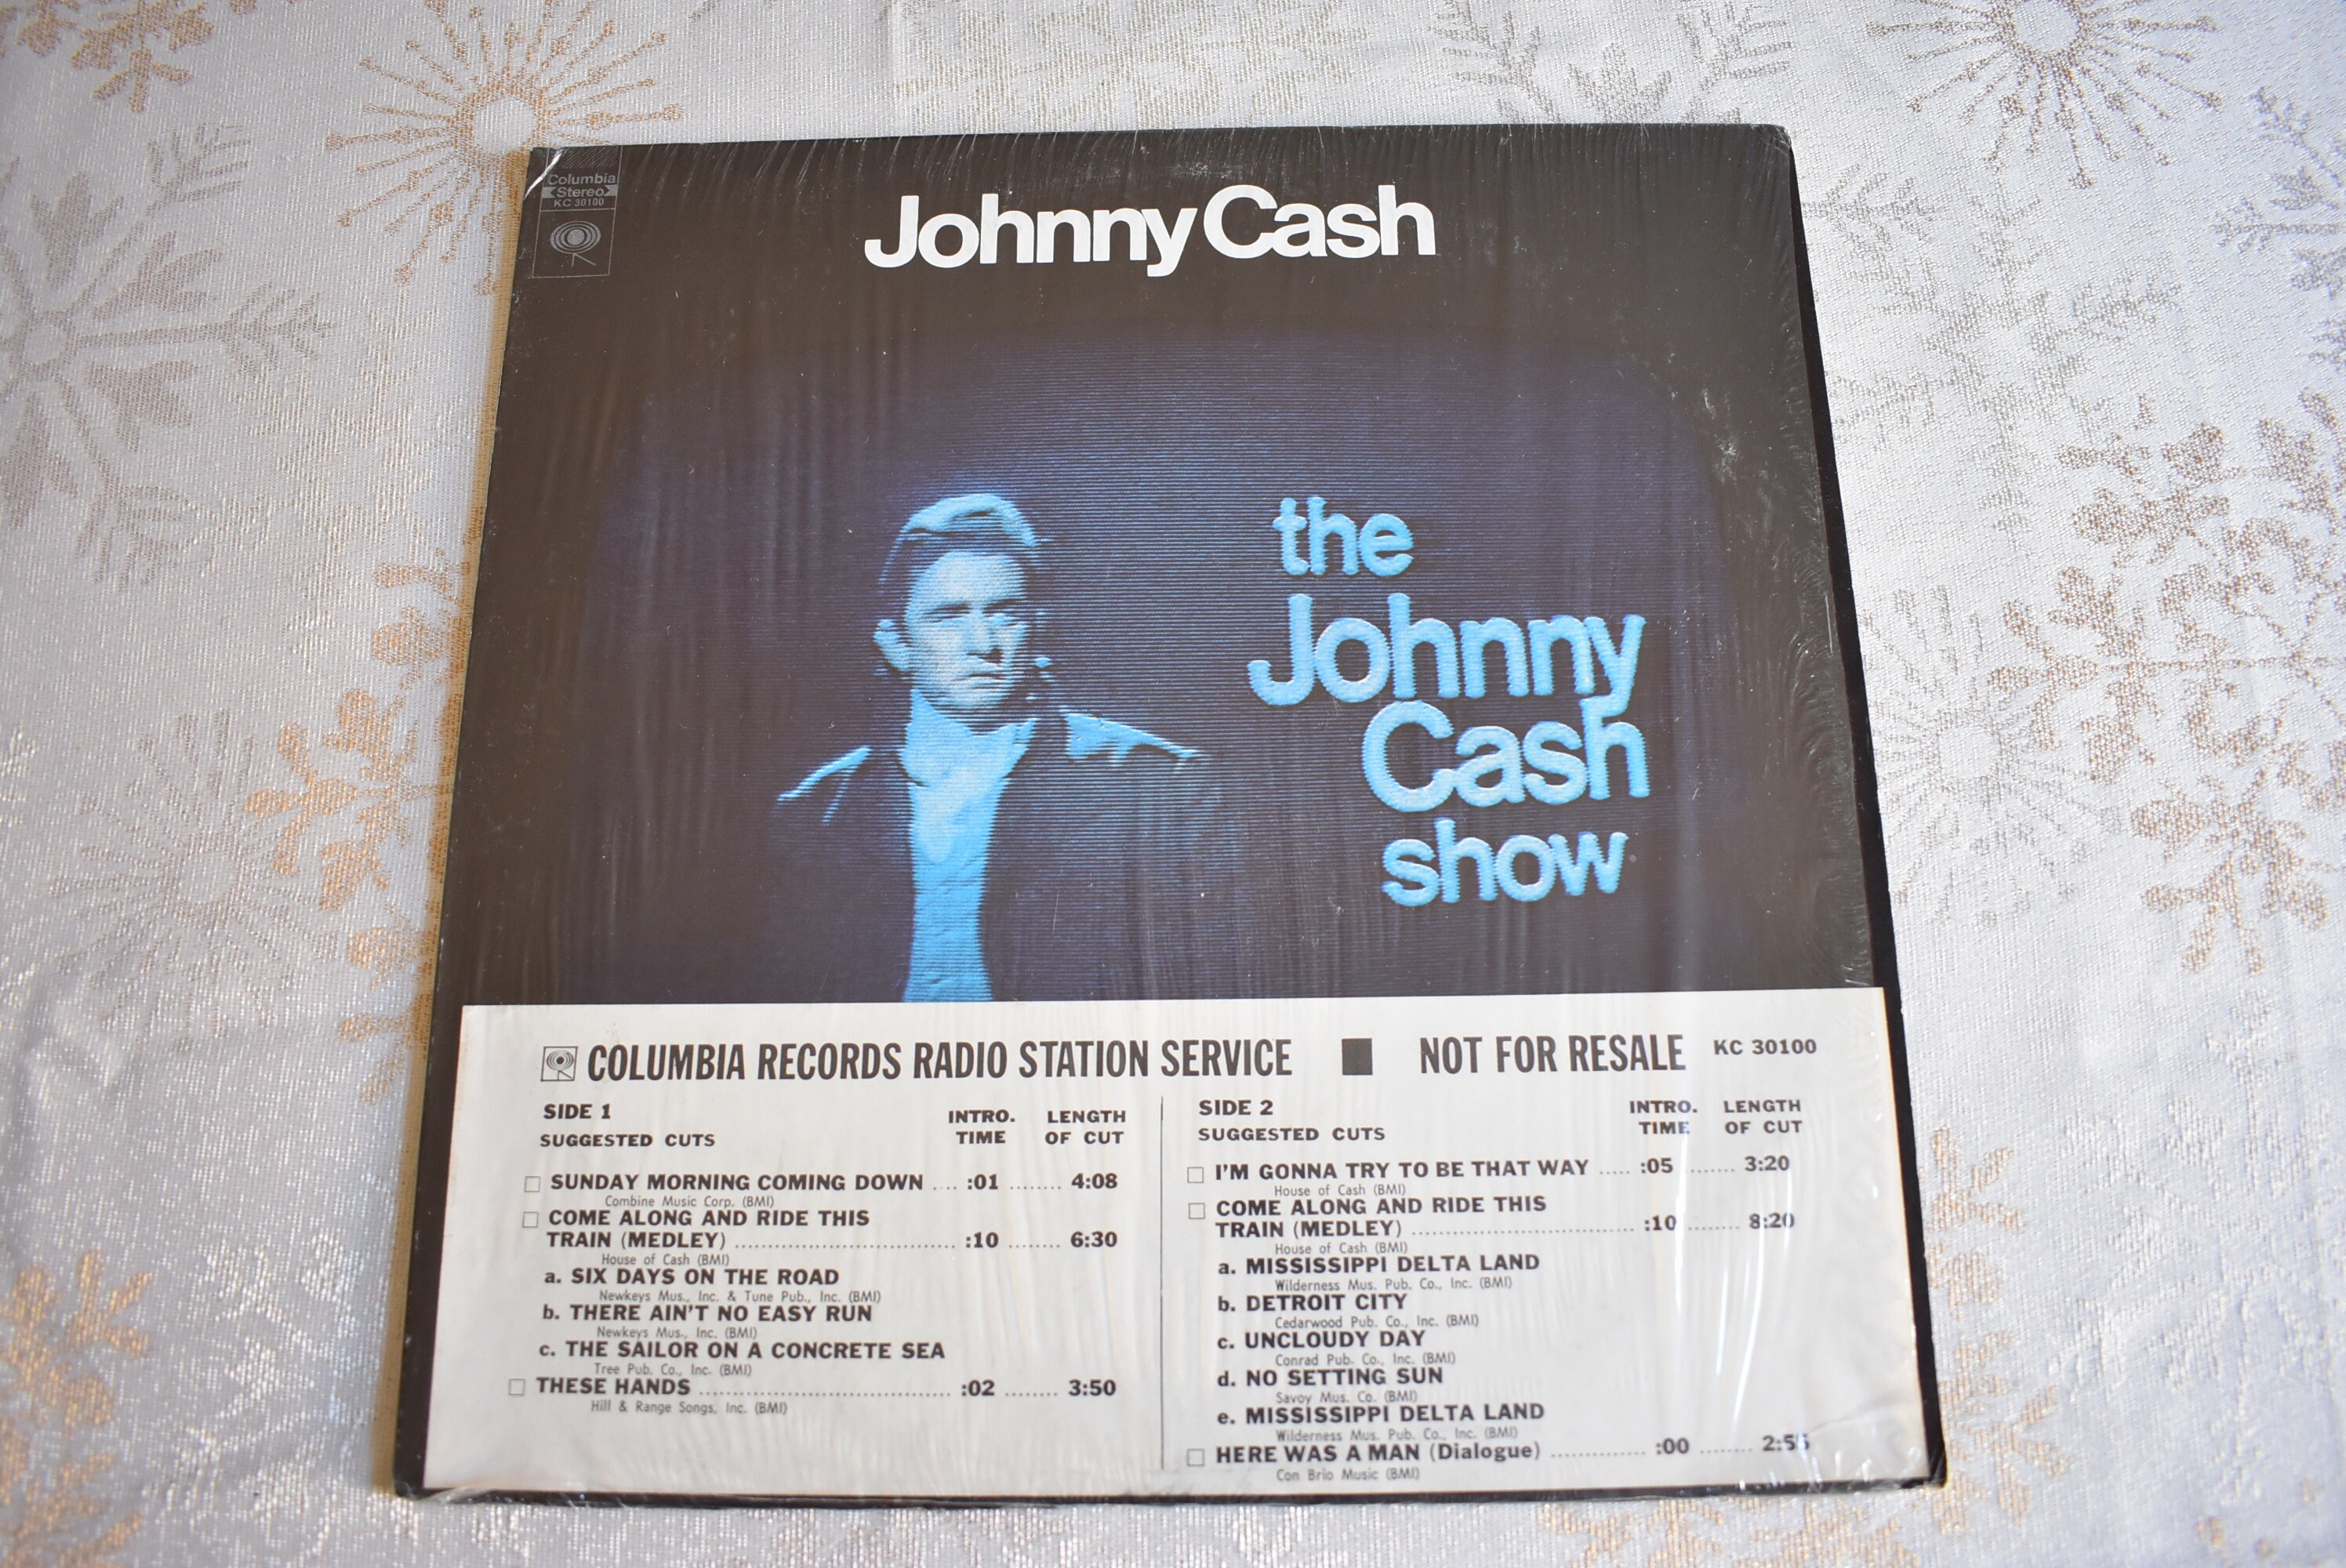 Columbia
Stereo
KC 30100
Johnny Cash
the
Johnny
Cash
show
COLUMBIA RECORDS RADIO STATION SERVICE ■ NOT FOR RESALE KC 30100
SIDE 1
INTRO. LENGTH
SUGGESTED CUTS TIME OF CUT
SUNDAY MORNING COMING DOWN .... :01 ........ 4:08
Combine Music Corp. (BMI)
COME ALONG AND RIDE THIS
TRAIN (MEDLEY) .................................. :10 ........ 6:30
House of Cash (BMI)
a. SIX DAYS ON THE ROAD
Newkeys Mus., Inc. & Tune Pub., Inc. (BMI)
b. THERE AIN'T NO EASY RUN
Newkeys Mus., Inc. (BMI)
c. THE SAILOR ON A CONCRETE SEA
Tree Pub. Co., Inc. (BMI)
THESE HANDS ...................................... :02 ........ 3:50
Hill & Range Songs, Inc. (BMI)
SIDE 2
INTRO. LENGTH
SUGGESTED CUTS TIME OF CUT
I'M GONNA TRY TO BE THAT WAY ..... :05 ........ 3:20
House of Cash (BMI)
COME ALONG AND RIDE THIS
TRAIN (MEDLEY) .................................. :10 ........ 8:20
House of Cash (BMI)
a. MISSISSIPPI DELTA LAND
Wilderness Mus. Pub. Co., Inc. (BMI)
b. DETROIT CITY
Cedarwood Pub. Co., Inc. (BMI)
c. UNCLOUDY DAY
Conrad Pub. Co., Inc. (BMI)
d. NO SETTING SUN
Savoy Mus. Co. (BMI)
e. MISSISSIPPI DELTA LAND
Wilderness Mus. Pub. Co., Inc. (BMI)
HERE WAS A MAN (Dialogue) .............. :00 ........
Con Brio Music (BMI)